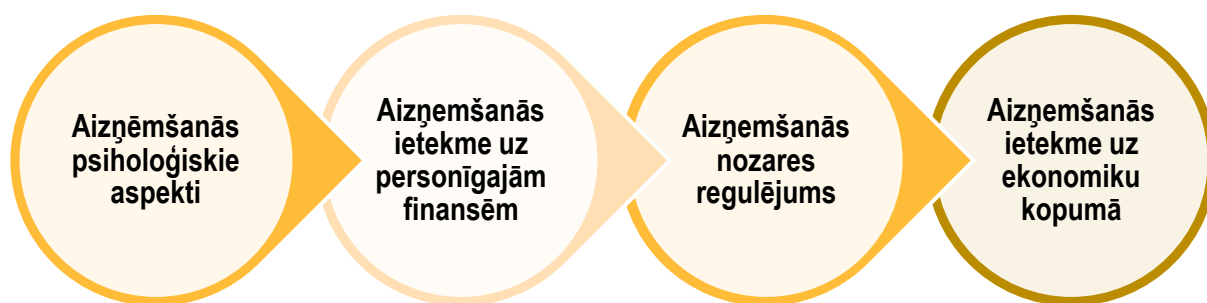 Aizņēmšanās
psiholoģiskie
aspekti
Aizņemšanās
ietekme uz
personīgajām
finansēm
Aizņemšanās
nozares
regulējums
Aizņemšanās
ietekme uz
ekonomiku
kopumā